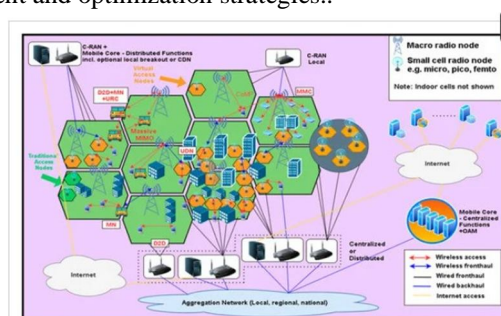 ent and optimization strategies..
C-RAN +
Mobile Core - Distributed Functions
incl. optional local breakout or CDN
Virtual
Access
Nodes
C-RAN
Local
Macro radio node
Small cell radio node
e.g. micro, pico, femto
Note: Indoor cells not shown
D2D+MN
+URC
CoMP
MMC
Massive
MIMO
Traditional
Access
Nodes
UDN
Internet
MN
D2D
Centralized
or
Distributed
Mobile Core
- Centralized
Functions
+OAM
Internet
Wireless access
Wireless fronthaul
Wired fronthaul
Wired backhaul
Internet access
Aggregation Network (Local, regional, national)